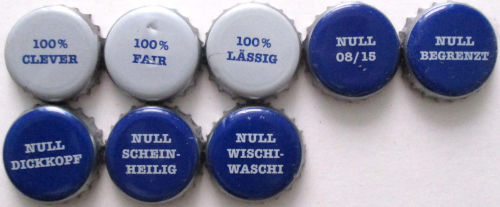 100%
CLEVER
100%
FAIR
100%
LÄSSIG
NULL
08/15
NULL
BEGRENZT
NULL
DICKKOPF
NULL
SCHEIN-
HEILIG
NULL
WISCHI-
WASCHI